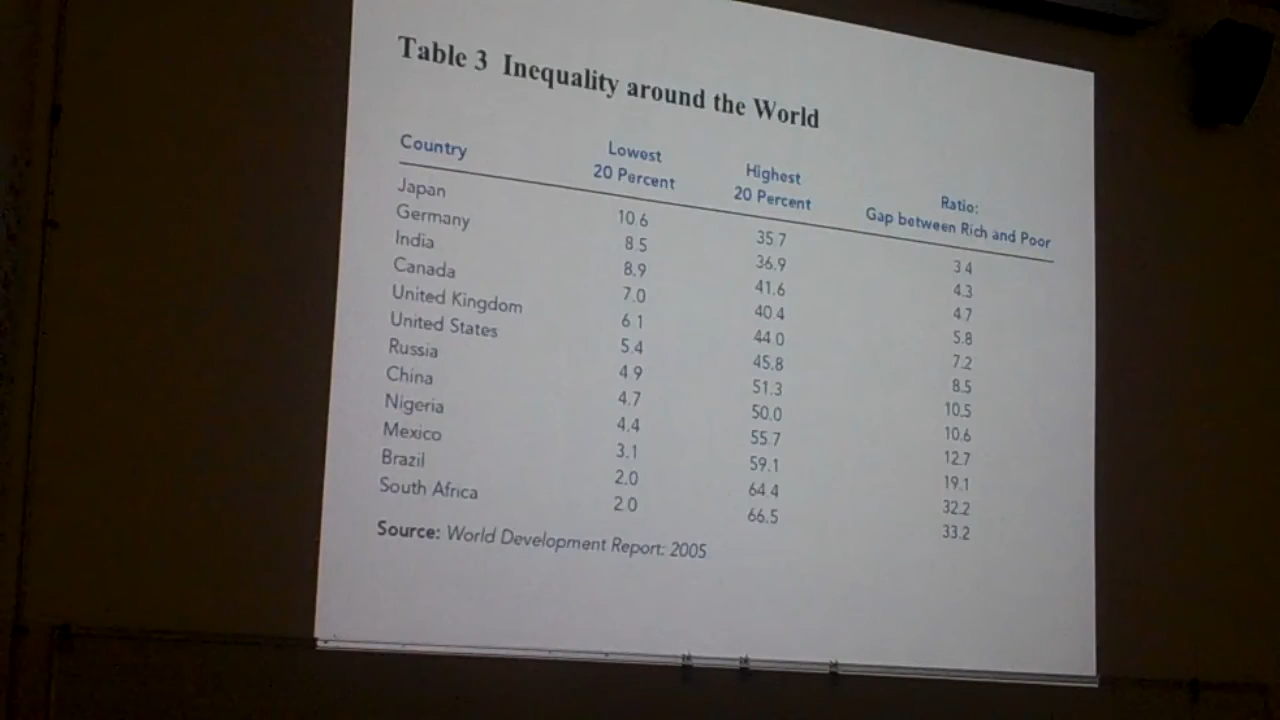 Table 3 Inequality around the World
Country Lowest 20 Percent Highest 20 Percent Ratio: Gap between Rich and Poor
Japan 10.6 35.7 3.4
Germany 8.5 36.9 4.3
India 8.9 41.6 4.7
Canada 7.0 40.4 5.8
United Kingdom 6.1 44.0 7.2
United States 5.4 45.8 8.5
Russia 4.9 51.3 10.5
China 4.7 50.0 10.6
Nigeria 4.4 55.7 12.7
Mexico 3.1 59.1 19.1
Brazil 2.0 64.4 32.2
South Africa 2.0 66.5 33.2
Source: World Development Report: 2005